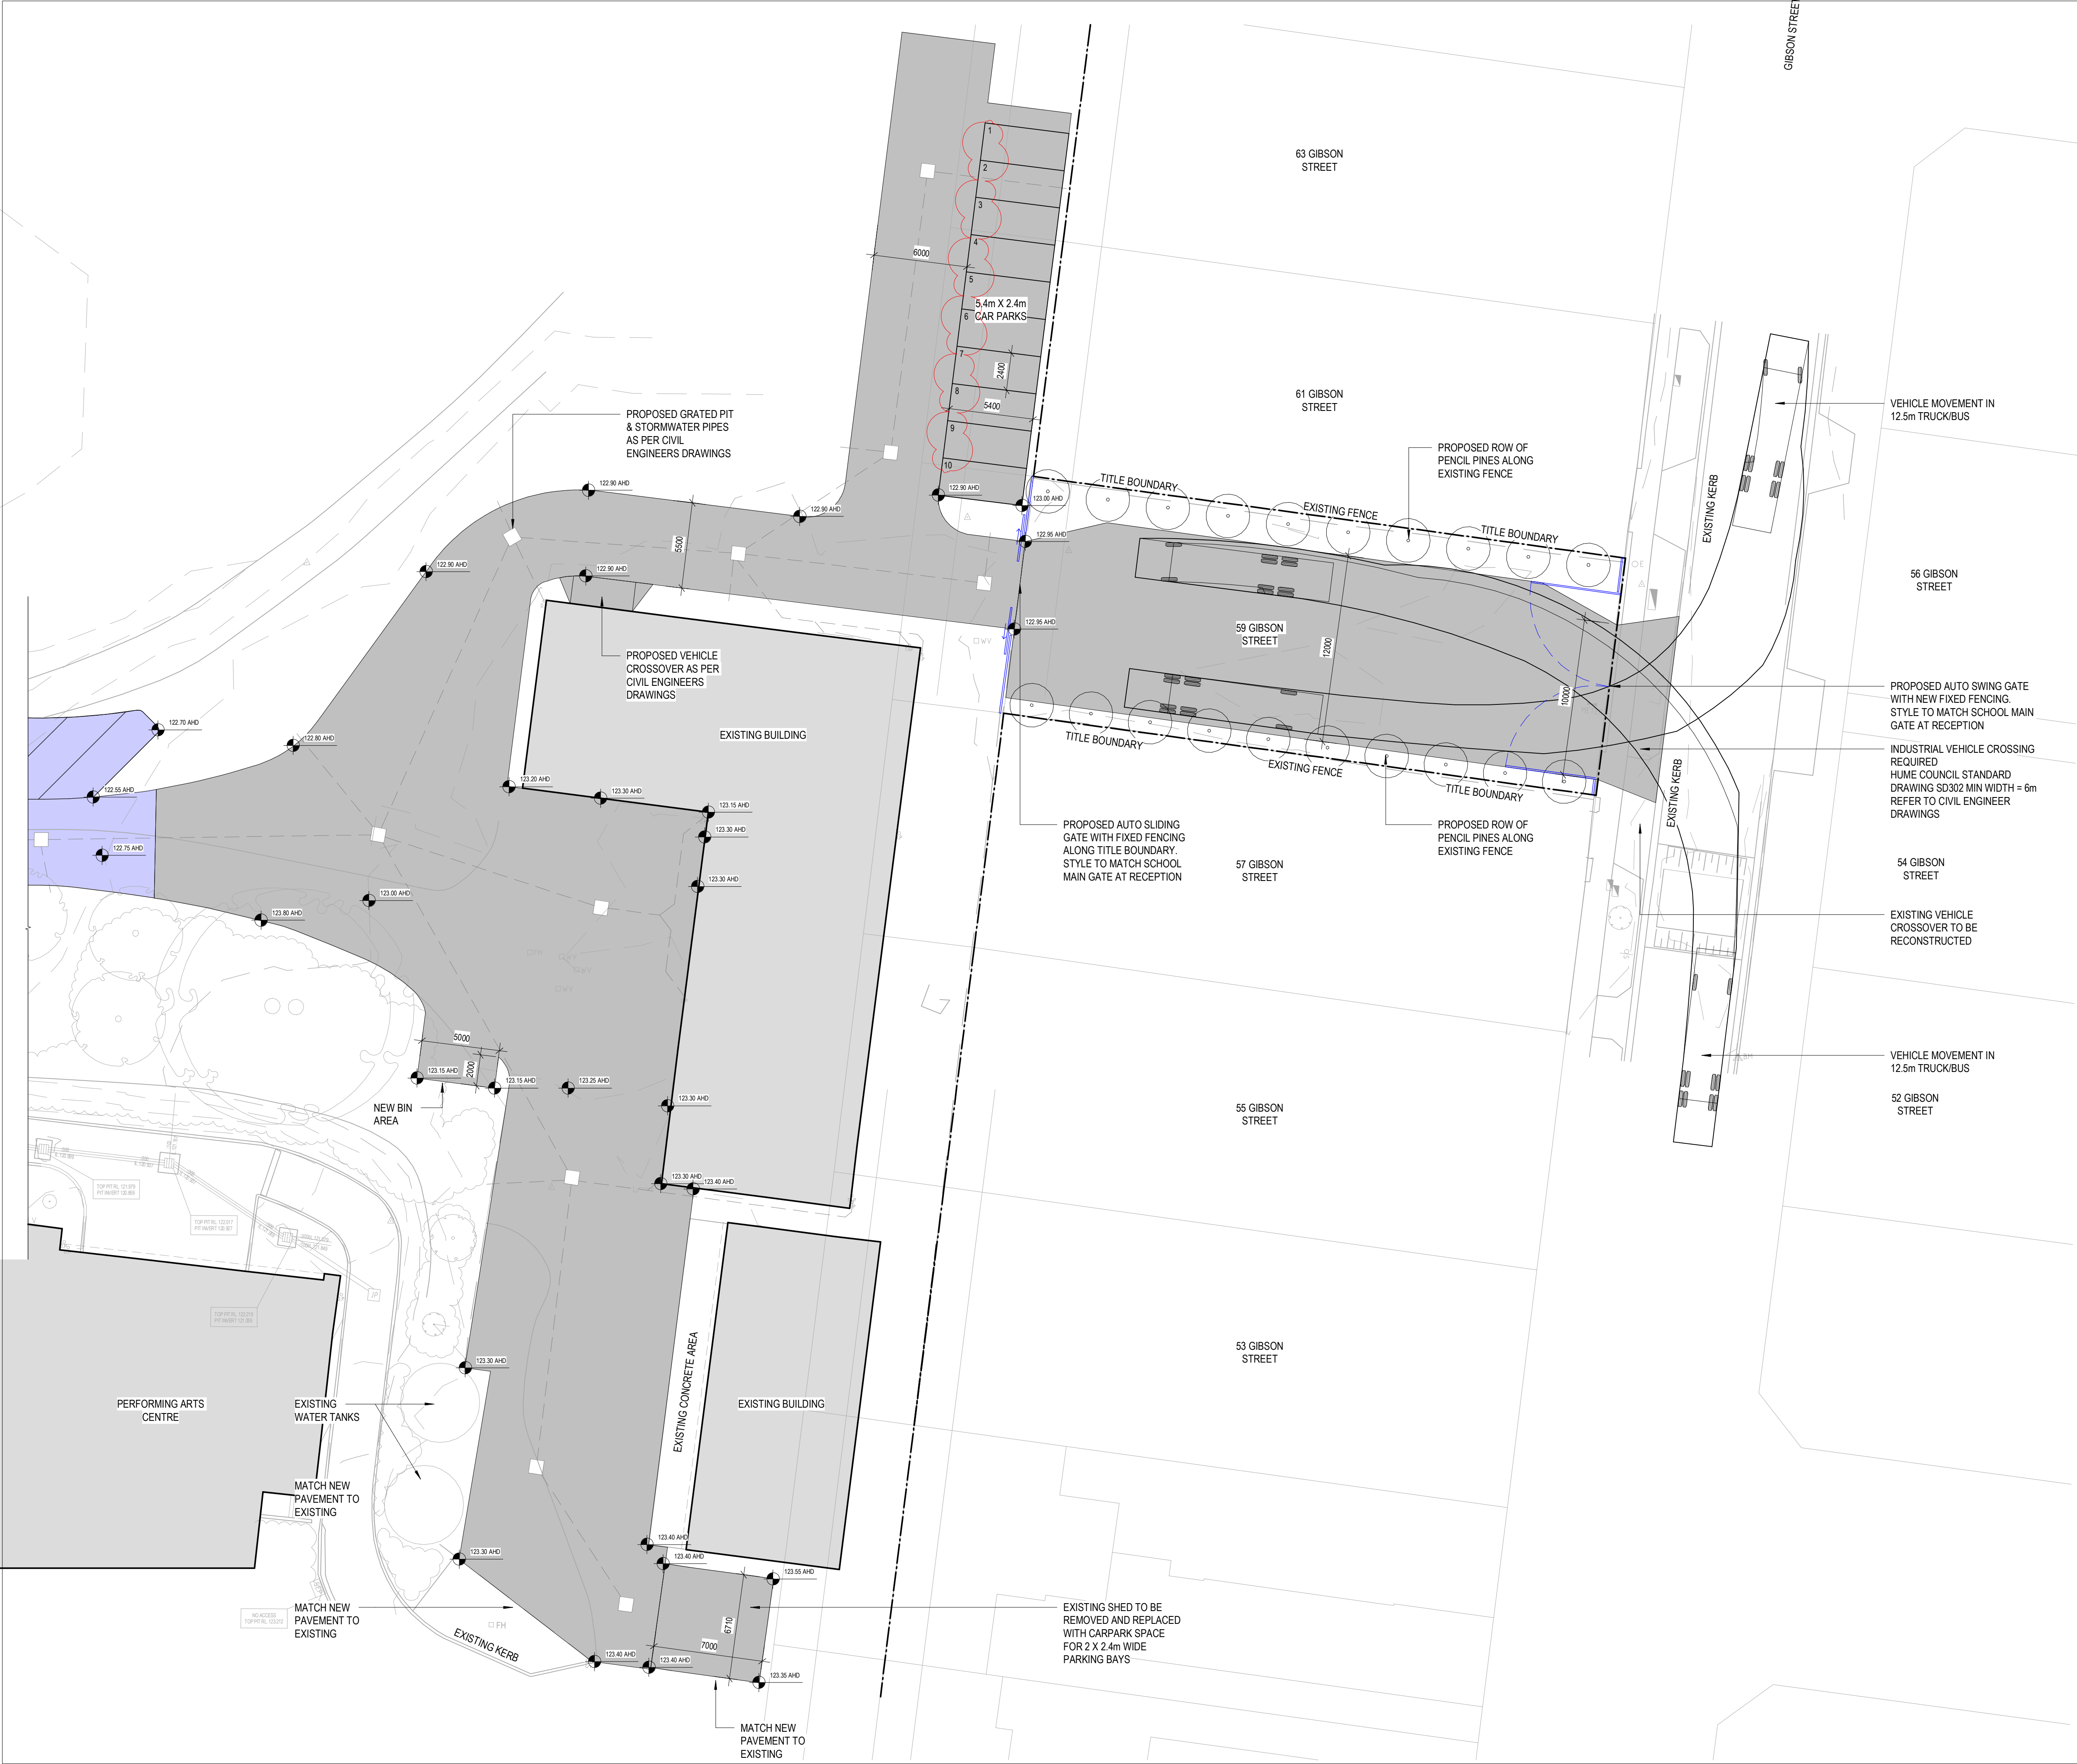 GIBSON STREET
63 GIBSON
STREET
1
2
3
4
5
6
7
8
9
10
6000
5.4m X 2.4m
CAR PARKS
2400
5400
61 GIBSON
STREET
VEHICLE MOVEMENT IN
12.5m TRUCK/BUS
PROPOSED GRATED PIT
& STORMWATER PIPES
AS PER CIVIL
ENGINEERS DRAWINGS
PROPOSED ROW OF
PENCIL PINES ALONG
EXISTING FENCE
TITLE BOUNDARY
EXISTING FENCE
TITLE BOUNDARY
EXISTING KERB
122.90 AHD
122.90 AHD
122.90 AHD
123.00 AHD
122.95 AHD
5500
122.90 AHD
122.90 AHD
56 GIBSON
STREET
122.95 AHD
WV
59 GIBSON
STREET
12000
10000
PROPOSED VEHICLE
CROSSOVER AS PER
CIVIL ENGINEERS
DRAWINGS
PROPOSED AUTO SWING GATE
WITH NEW FIXED FENCING.
STYLE TO MATCH SCHOOL MAIN
GATE AT RECEPTION
122.70 AHD
122.80 AHD
EXISTING BUILDING
TITLE BOUNDARY
EXISTING FENCE
TITLE BOUNDARY
EXISTING KERB
INDUSTRIAL VEHICLE CROSSING
REQUIRED
HUME COUNCIL STANDARD
DRAWING SD302 MIN WIDTH = 6m
REFER TO CIVIL ENGINEER
DRAWINGS
122.55 AHD
123.20 AHD
123.30 AHD
123.15 AHD
123.30 AHD
PROPOSED AUTO SLIDING
GATE WITH FIXED FENCING
ALONG TITLE BOUNDARY.
STYLE TO MATCH SCHOOL
MAIN GATE AT RECEPTION
PROPOSED ROW OF
PENCIL PINES ALONG
EXISTING FENCE
57 GIBSON
STREET
54 GIBSON
STREET
122.75 AHD
123.00 AHD
123.30 AHD
123.80 AHD
EXISTING VEHICLE
CROSSOVER TO BE
RECONSTRUCTED
WV
5000
2000
123.15 AHD
123.15 AHD
123.25 AHD
123.30 AHD
NEW BIN
AREA
VEHICLE MOVEMENT IN
12.5m TRUCK/BUS
52 GIBSON
STREET
55 GIBSON
STREET
123.30 AHD
123.40 AHD
53 GIBSON
STREET
123.30 AHD
EXISTING CONCRETE AREA
EXISTING BUILDING
PERFORMING ARTS
CENTRE
EXISTING
WATER TANKS
MATCH NEW
PAVEMENT TO
EXISTING
123.40 AHD
123.30 AHD
123.40 AHD
123.55 AHD
MATCH NEW
PAVEMENT TO
EXISTING
NO ACCESS
FH
EXISTING KERB
6710
7000
EXISTING SHED TO BE
REMOVED AND REPLACED
WITH CARPARK SPACE
FOR 2 X 2.4m WIDE
PARKING BAYS
123.40 AHD
123.40 AHD
123.35 AHD
MATCH NEW
PAVEMENT TO
EXISTING